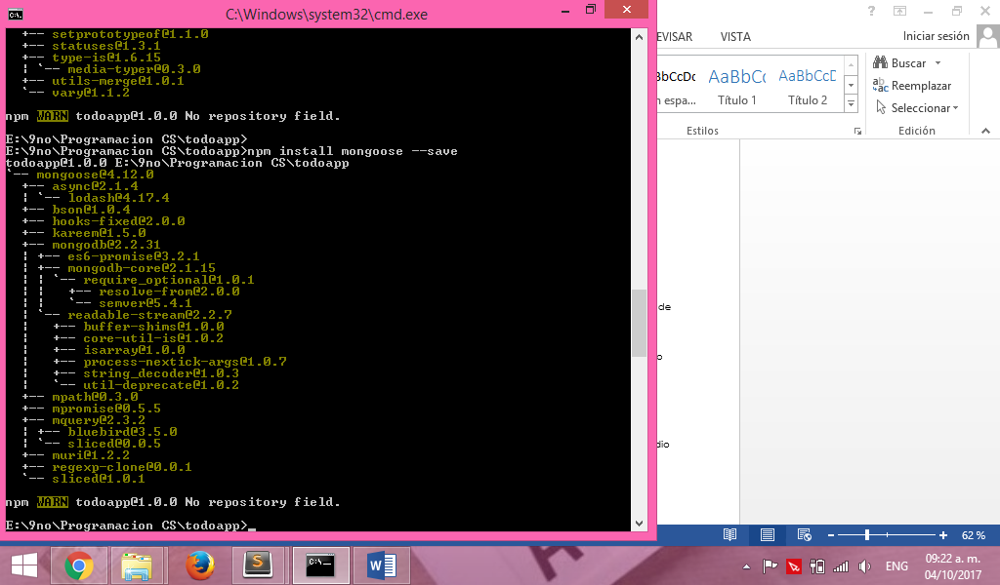 C:\Windows\system32\cmd.exe
+-- setprototypeof@1.1.0
+-- statuses@1.3.1
+-- type-is@1.6.15
| `-- media-typer@0.3.0
+-- utils-merge@1.0.1
`-- vary@1.1.2
npm WARN todoapp@1.0.0 No repository field.
E:\9no\Programacion CS\todoapp>
E:\9no\Programacion CS\todoapp>npm install mongoose --save
todoapp@1.0.0 E:\9no\Programacion CS\todoapp
`-- mongoose@4.12.0
+-- async@2.1.4
| `-- lodash@4.17.4
+-- bson@1.0.4
+-- hooks-fixed@2.0.0
+-- kareem@1.5.0
+-- mongodb@2.2.31
| +-- es6-promise@3.2.1
| +-- mongodb-core@2.1.15
| | `-- require_optional@1.0.1
| |   +-- resolve-from@2.0.0
| |   `-- semver@5.4.1
| `-- readable-stream@2.2.7
|   +-- buffer-shims@1.0.0
|   +-- core-util-is@1.0.2
|   +-- isarray@1.0.0
|   +-- process-nextick-args@1.0.7
|   +-- string_decoder@1.0.3
|   `-- util-deprecate@1.0.2
+-- mpath@0.3.0
+-- mpromise@0.5.5
+-- mquery@2.3.2
| +-- bluebird@3.5.0
| `-- sliced@0.0.5
+-- muri@1.2.2
+-- regexp-clone@0.0.1
`-- sliced@1.0.1
npm WARN todoapp@1.0.0 No repository field.
E:\9no\Programacion CS\todoapp>_
Iniciar sesión
EVISAR VISTA
bCcDc AaBbC AaBbCcE
n espa... Título 1 Título 2
Estilos
Buscar
Reemplazar
Seleccionar
Edición
de
o
dio
62 %
ENG
09:22 a. m.
04/10/2017